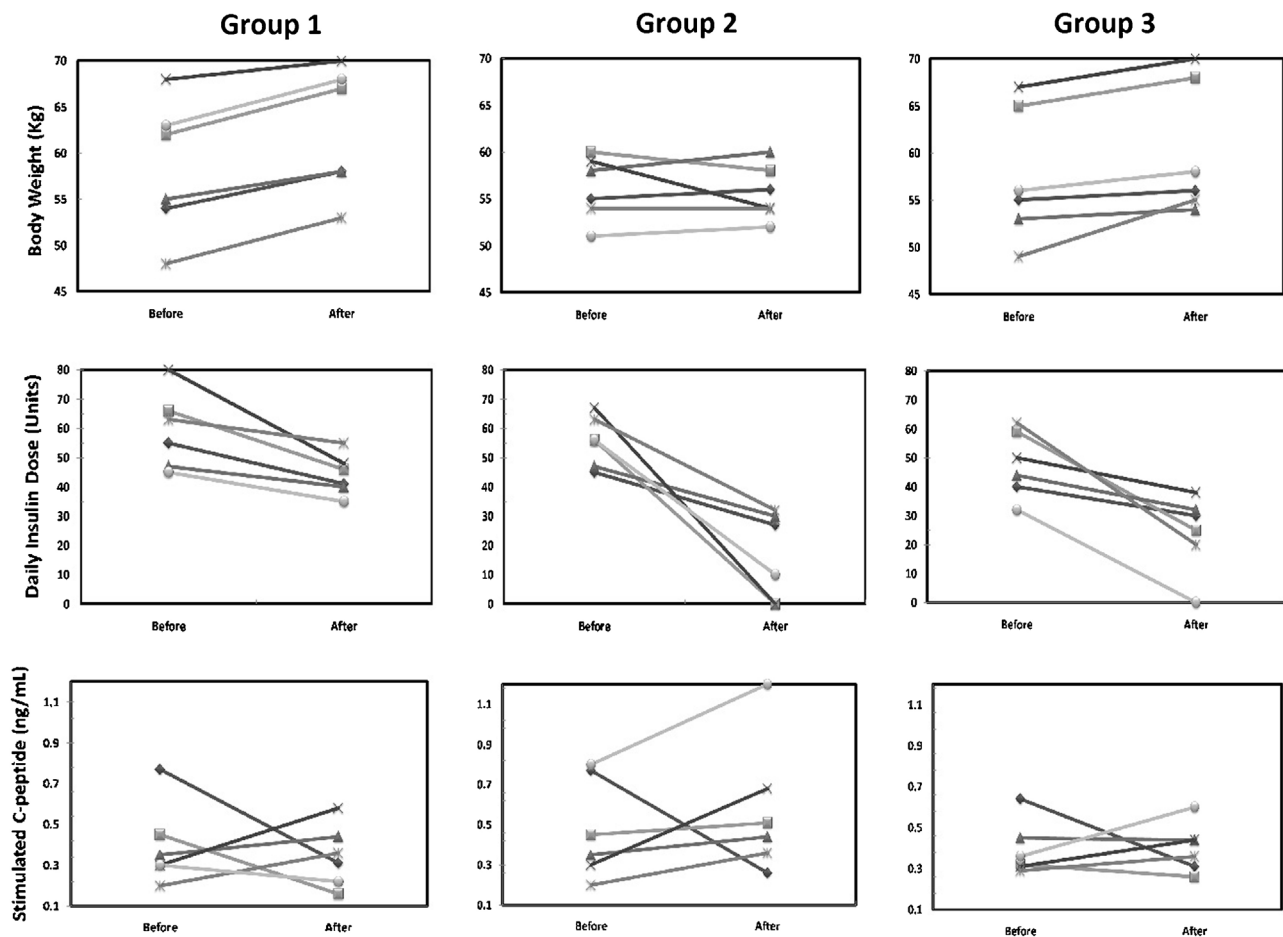 Group 1 Group 2 Group 3
Body Weight (Kg)
70 65 60 55 50 45
Before After
70 65 60 55 50 45
Before After
70 65 60 55 50 45
Before After
Daily Insulin Dose (Units)
80 70 60 50 40 30 20 10 0
Before After
80 70 60 50 40 30 20 10 0
Before After
80 70 60 50 40 30 20 10 0
Before After
Stimulated C-peptide (ng/mL)
1.1 0.9 0.7 0.5 0.3 0.1
Before After
1.1 0.9 0.7 0.5 0.3 0.1
Before After
1.1 0.9 0.7 0.5 0.3 0.1
Before After